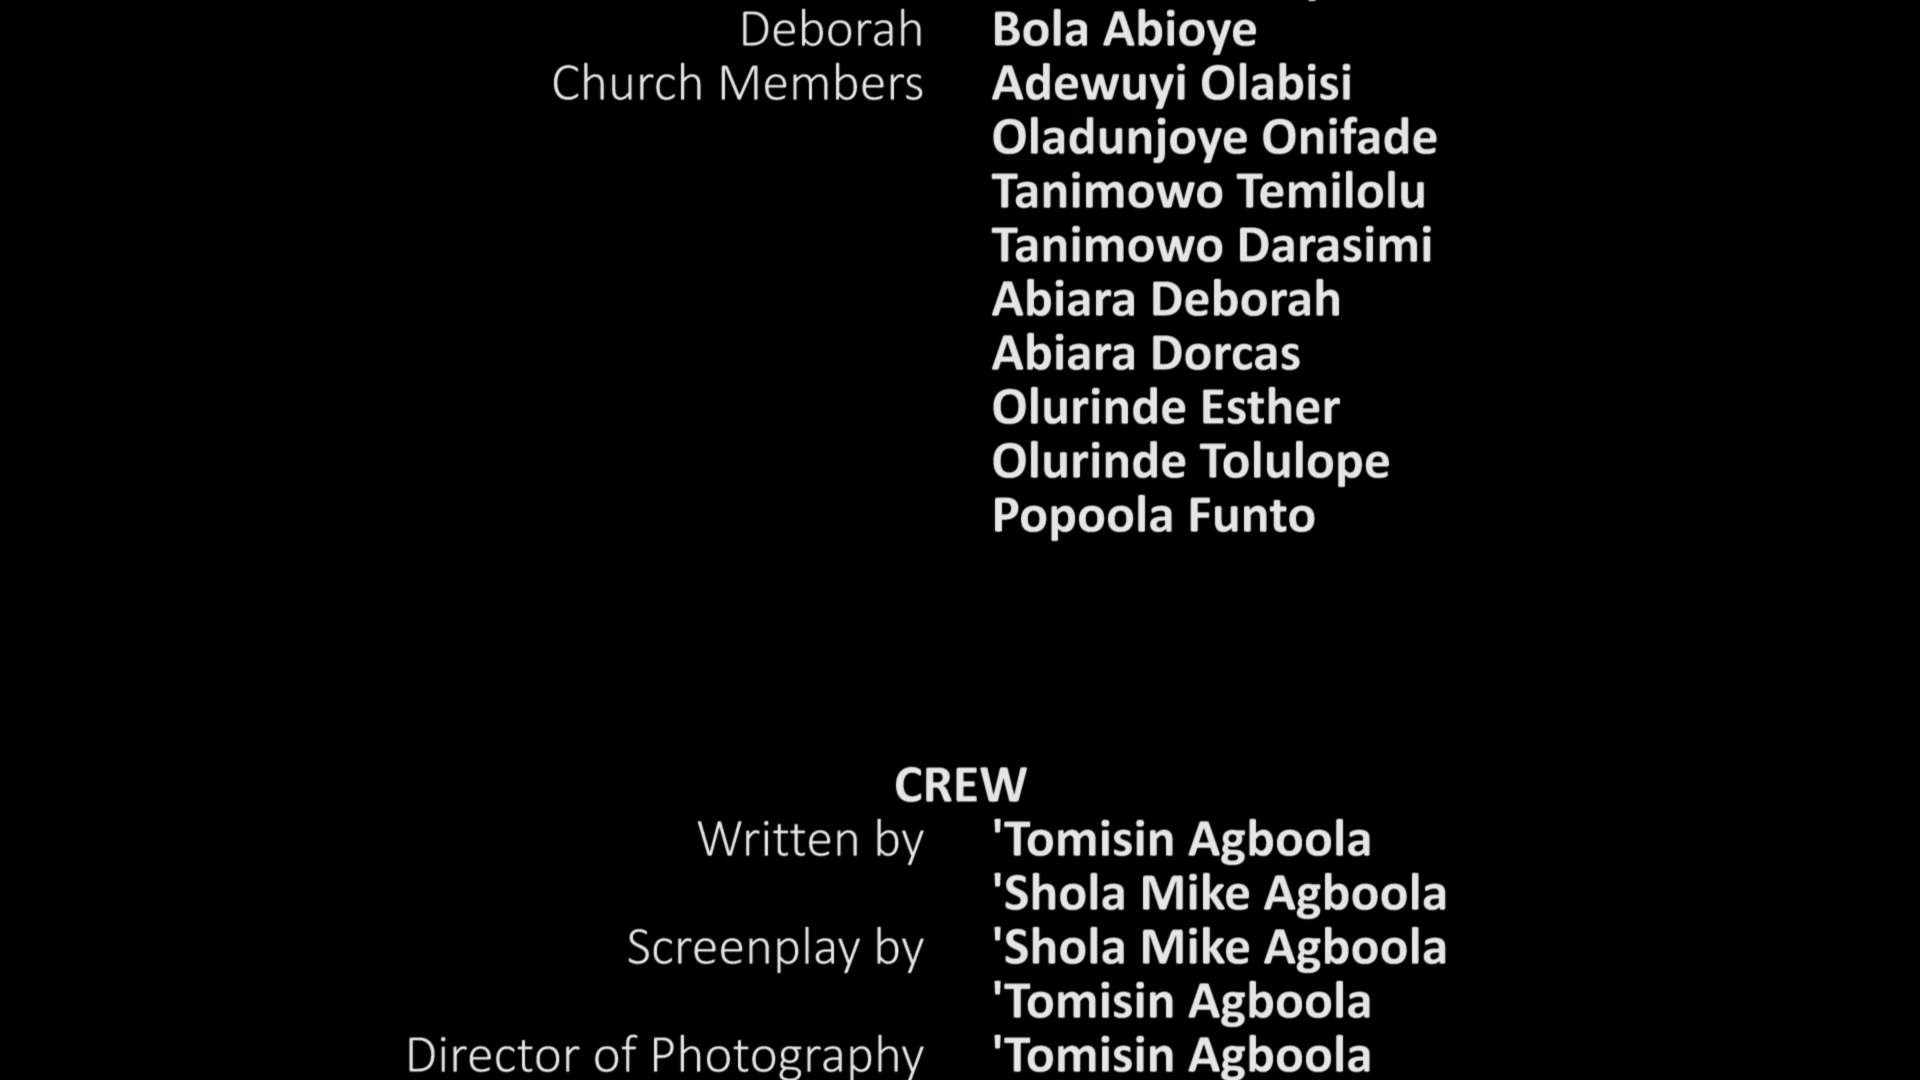 Deborah Bola Abioye
Church Members Adewuyi Olabisi
Oladunjoye Onifade
Tanimowo Temilolu
Tanimowo Darasimi
Abiara Deborah
Abiara Dorcas
Olurinde Esther
Olurinde Tolulope
Popoola Funto
CREW
Written by 'Tomisin Agboola
'Shola Mike Agboola
Screenplay by 'Shola Mike Agboola
'Tomisin Agboola
Director of Photography 'Tomisin Agboola